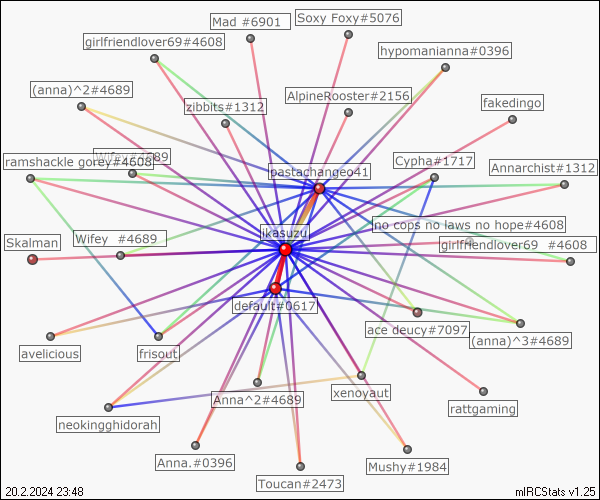 Mad #6901
Soxy Foxy#5076
girlfriendlover69#4608
hypomanianna#0396
(anna)^2#4689
AlpineRooster#2156
zibbits#1312
fakedingo
Wifey#4689
ramshackle gorey#4608
Cypha#1717
Annarchist#1312
pastachangeo41
no cops no laws no hope#4608
ikasuzu
Skalman
Wifey _#4689
girlfriendlover69_#4608
default#0617
ace deucy#7097
(anna)^3#4689
avelicious
frisout
Anna^2#4689
xenoyaut
rattgaming
neokingghidorah
Anna.#0396
Mushy#1984
Toucan#2473
20.2.2024 23:48
mIRCStats v1.25